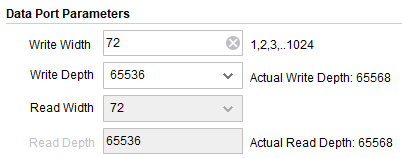 Data Port Parameters
Write Width 72 1,2,3,..1024
Write Depth 65536 Actual Write Depth: 65568
Read Width 72
Read Depth 65536 Actual Read Depth: 65568